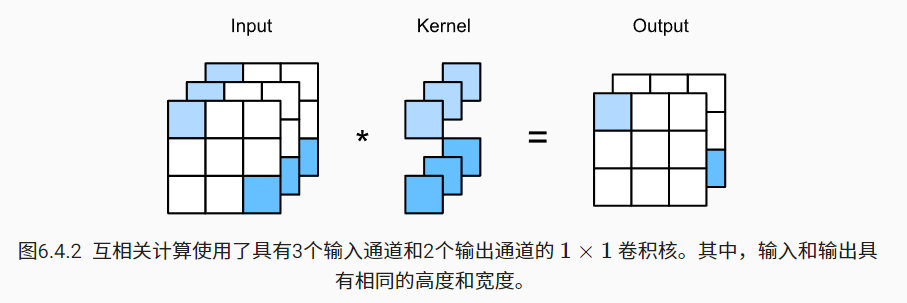 Input Kernel Output
* =
图6.4.2 互相关计算使用了具有3个输入通道和2个输出通道的 1 × 1 卷积核。其中，输入和输出具
有相同的高度和宽度。